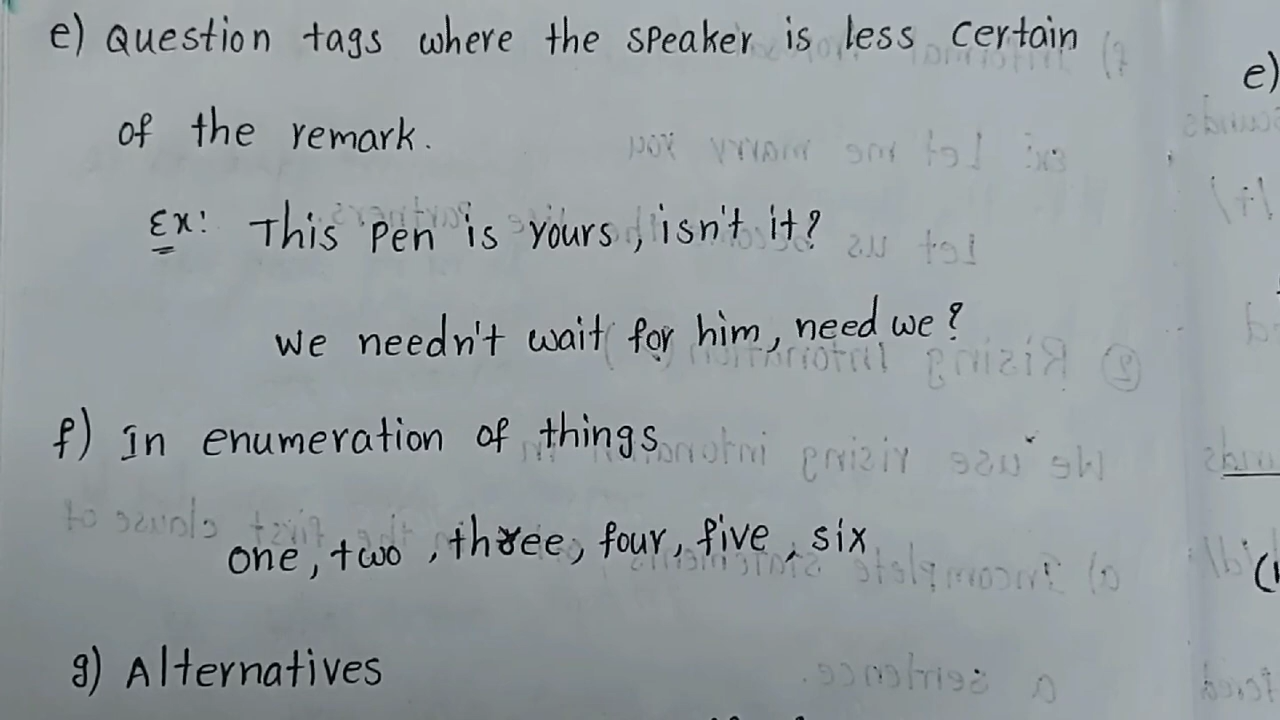 e) Question tags where the speaker is less certain
of the remark.
Ex: This pen is yours, isn't it?
we needn't wait for him, need we?
f) In enumeration of things
one, two, three, four, five, six
g) Alternatives
e)